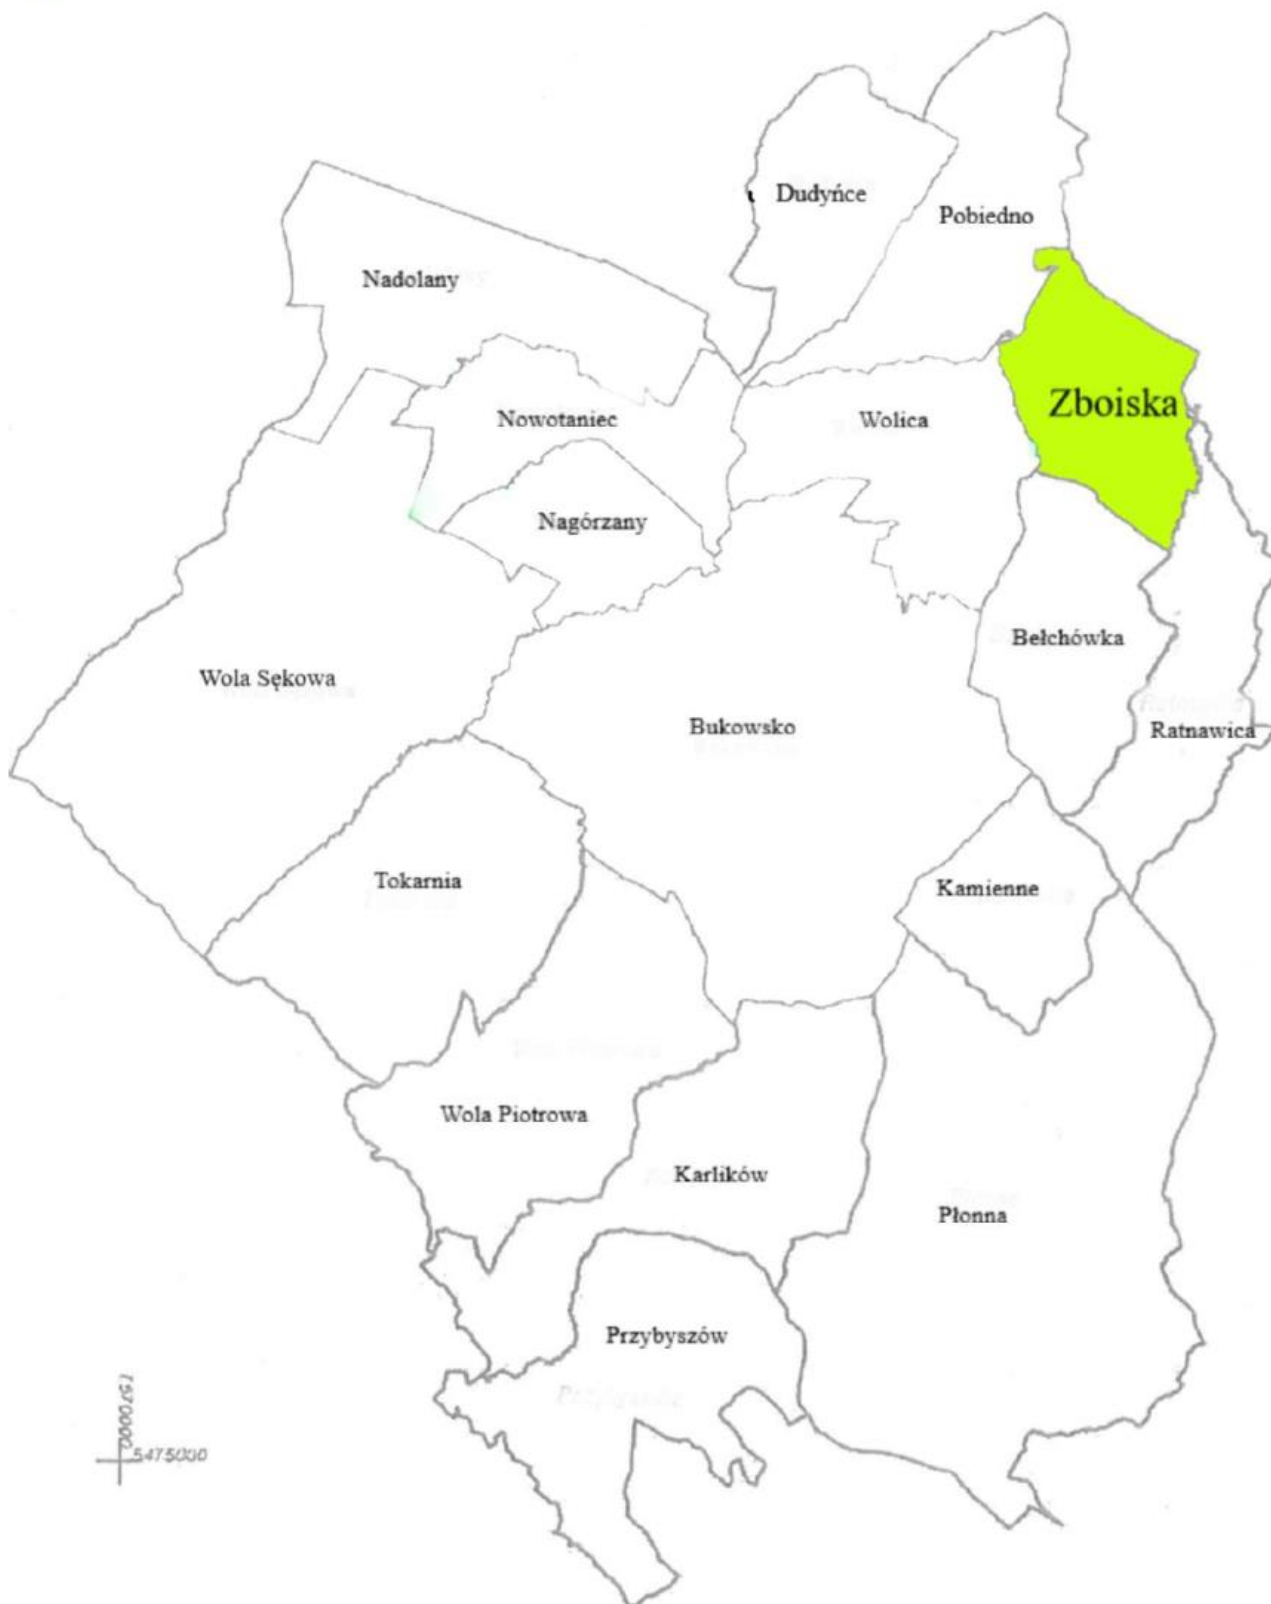 Dudyńce
Pobiedno
Nadolany
Zboiska
Nowotaniec
Wolica
Nagórzany
Bełchówka
Wola Sękowa
Bukowsko
Ratnawica
Tokarnia
Kamienne
Wola Piotrowa
Karlików
Płonna
Przybyszów
1570000
5475000